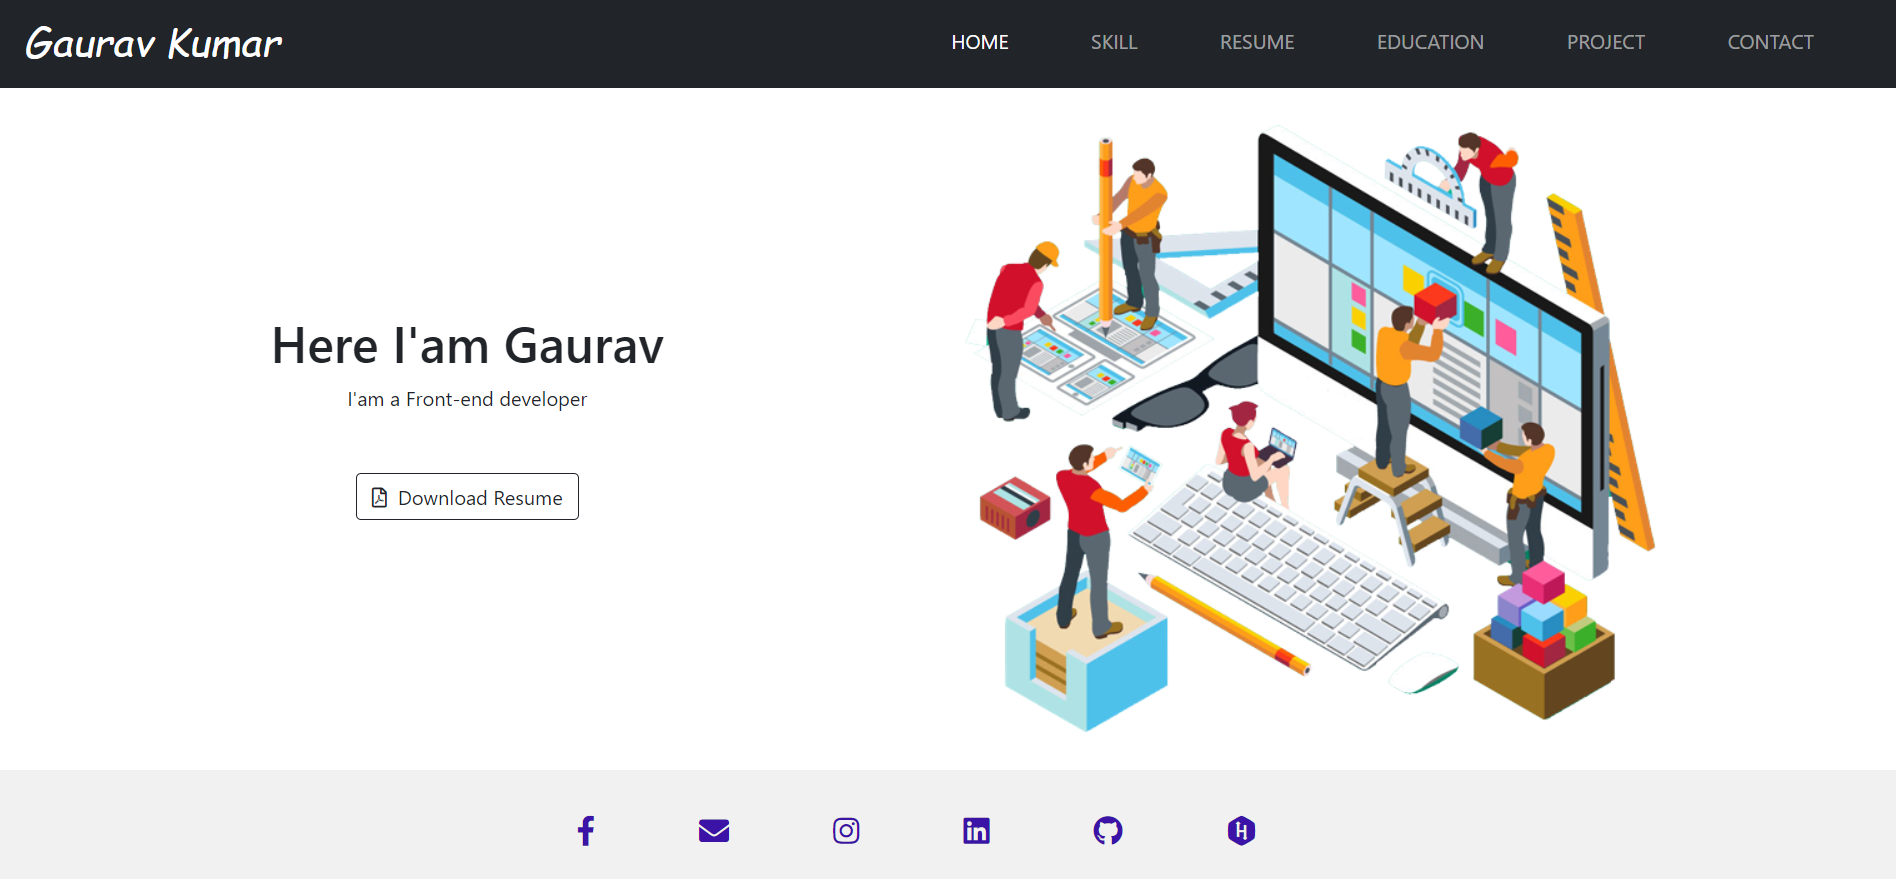 Gaurav Kumar
HOME SKILL RESUME EDUCATION PROJECT CONTACT
Here I'am Gaurav
I'am a Front-end developer
Download Resume